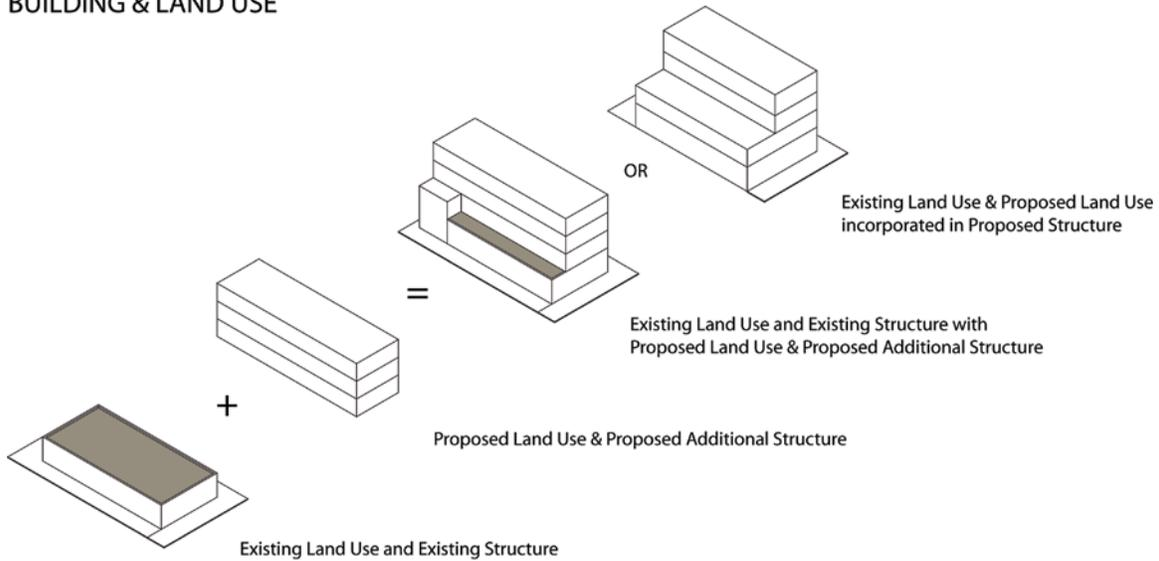 BUILDING & LAND USE
OR
Existing Land Use & Proposed Land Use
incorporated in Proposed Structure
=
Existing Land Use and Existing Structure with
Proposed Land Use & Proposed Additional Structure
+
Proposed Land Use & Proposed Additional Structure
Existing Land Use and Existing Structure